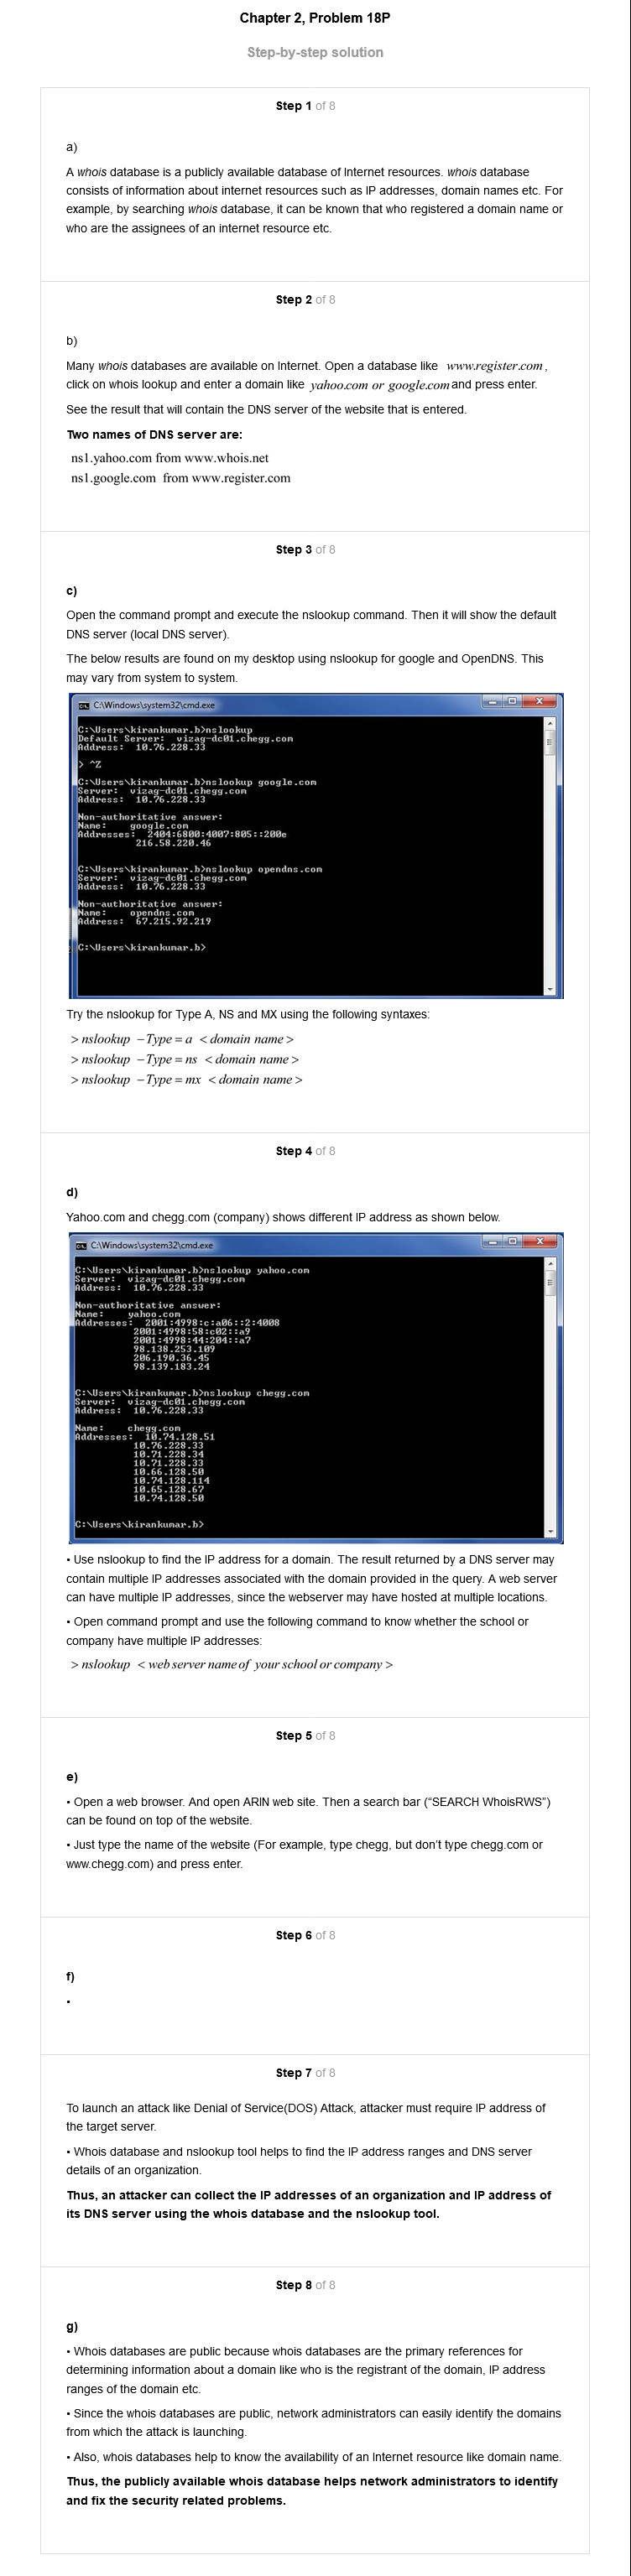 Chapter 2, Problem 18P
Step-by-step solution
Step 1 of 8
a)
A whois database is a publicly available database of Internet resources. whois database
consists of information about internet resources such as IP addresses, domain names etc. For
example, by searching whois database, it can be known that who registered a domain name or
who are the assignees of an internet resource etc.
Step 2 of 8
b)
Many whois databases are available on Internet. Open a database like www.register.com,
click on whois lookup and enter a domain like yahoo.com or google.com and press enter.
See the result that will contain the DNS server of the website that is entered.
Two names of DNS server are:
ns1.yahoo.com from www.whois.net
ns1.google.com from www.register.com
Step 3 of 8
c)
Open the command prompt and execute the nslookup command. Then it will show the default
DNS server (local DNS server).
The below results are found on my desktop using nslookup for google and OpenDNS. This
may vary from system to system.
C:\Windows\system32\cmd.exe
C:\Users\kirankumar.b>nslookup
Default Server: vizag-dc01.chegg.com
Address: 10.76.228.33
> ^Z
C:\Users\kirankumar.b>nslookup google.com
Server: vizag-dc01.chegg.com
Address: 10.76.228.33
Non-authoritative answer:
Name: google.com
Addresses: 2404:6800:4007:805::200e
216.58.220.46
C:\Users\kirankumar.b>nslookup opendns.com
Server: vizag-dc01.chegg.com
Address: 10.76.228.33
Non-authoritative answer:
Name: opendns.com
Address: 67.215.92.219
C:\Users\kirankumar.b>
Try the nslookup for Type A, NS and MX using the following syntaxes:
> nslookup –Type = a < domain name >
> nslookup –Type = ns < domain name >
> nslookup –Type = mx < domain name >
Step 4 of 8
d)
Yahoo.com and chegg.com (company) shows different IP address as shown below.
C:\Windows\system32\cmd.exe
C:\Users\kirankumar.b>nslookup yahoo.com
Server: vizag-dc01.chegg.com
Address: 10.76.228.33
Non-authoritative answer:
Name: yahoo.com
Addresses: 2001:4998:c:a06::2:4008
2001:4998:58:c02::a9
2001:4998:44:204::a7
98.138.253.109
206.190.36.45
98.139.183.24
C:\Users\kirankumar.b>nslookup chegg.com
Server: vizag-dc01.chegg.com
Address: 10.76.228.33
Name: chegg.com
Addresses: 10.74.128.51
10.76.228.33
10.71.228.34
10.71.228.33
10.66.128.50
10.74.128.114
10.65.128.67
10.74.128.50
C:\Users\kirankumar.b>
• Use nslookup to find the IP address for a domain. The result returned by a DNS server may
contain multiple IP addresses associated with the domain provided in the query. A web server
can have multiple IP addresses, since the webserver may have hosted at multiple locations.
• Open command prompt and use the following command to know whether the school or
company have multiple IP addresses:
> nslookup < web server name of your school or company >
Step 5 of 8
e)
• Open a web browser. And open ARIN web site. Then a search bar (“SEARCH WhoisRWS”)
can be found on top of the website.
• Just type the name of the website (For example, type chegg, but don’t type chegg.com or
www.chegg.com) and press enter.
Step 6 of 8
f)
•
Step 7 of 8
To launch an attack like Denial of Service(DOS) Attack, attacker must require IP address of
the target server.
• Whois database and nslookup tool helps to find the IP address ranges and DNS server
details of an organization.
Thus, an attacker can collect the IP addresses of an organization and IP address of
its DNS server using the whois database and the nslookup tool.
Step 8 of 8
g)
• Whois databases are public because whois databases are the primary references for
determining information about a domain like who is the registrant of the domain, IP address
ranges of the domain etc.
• Since the whois databases are public, network administrators can easily identify the domains
from which the attack is launching.
• Also, whois databases help to know the availability of an Internet resource like domain name.
Thus, the publicly available whois database helps network administrators to identify
and fix the security related problems.